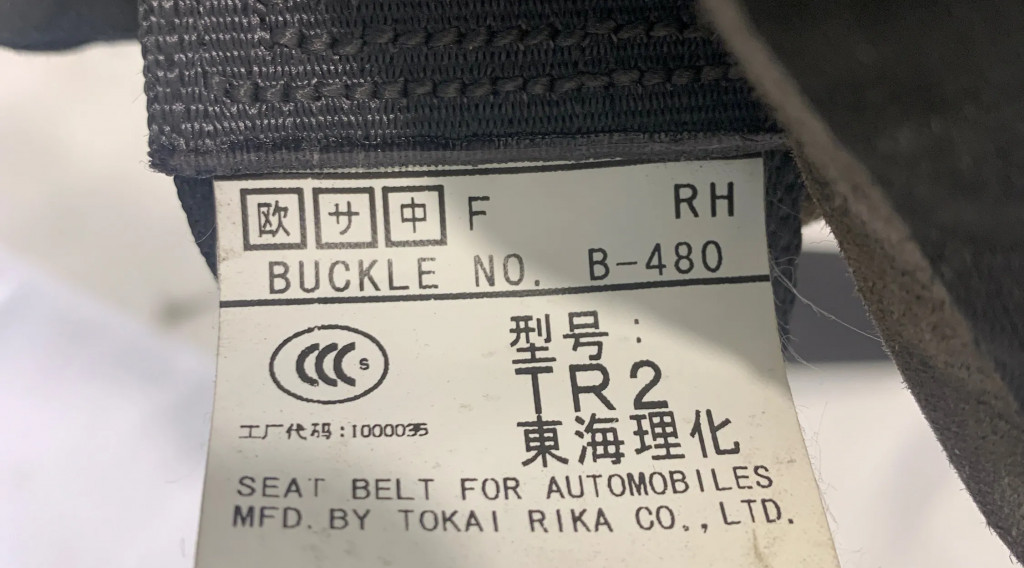 欧 サ 中 F RH
BUCKLE NO. B-480
CCC S
型号:
TR2
工厂代码:1000035
東海理化
SEAT BELT FOR AUTOMOBILES
MFD. BY TOKAI RIKA CO.,LTD.